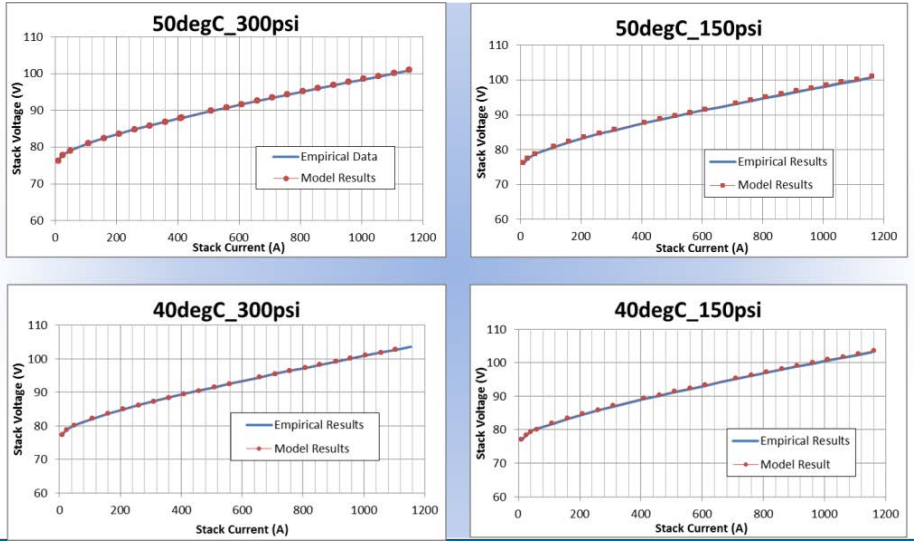 50degC_300psi
110
100
90
80
70
60
Stack Voltage (V)
Empirical Data
Model Results
0 200 400 600 800 1000 1200
Stack Current (A)
50degC_150psi
110
100
90
80
70
60
Stack Voltage (V)
Empirical Results
Model Results
0 200 400 600 800 1000 1200
Stack Current (A)
40degC_300psi
110
100
90
80
70
60
Stack Voltage (V)
Empirical Results
Model Results
0 200 400 600 800 1000 1200
Stack Current (A)
40degC_150psi
110
100
90
80
70
60
Stack Voltage (V)
Empirical Results
Model Result
0 200 400 600 800 1000 1200
Stack Current (A)